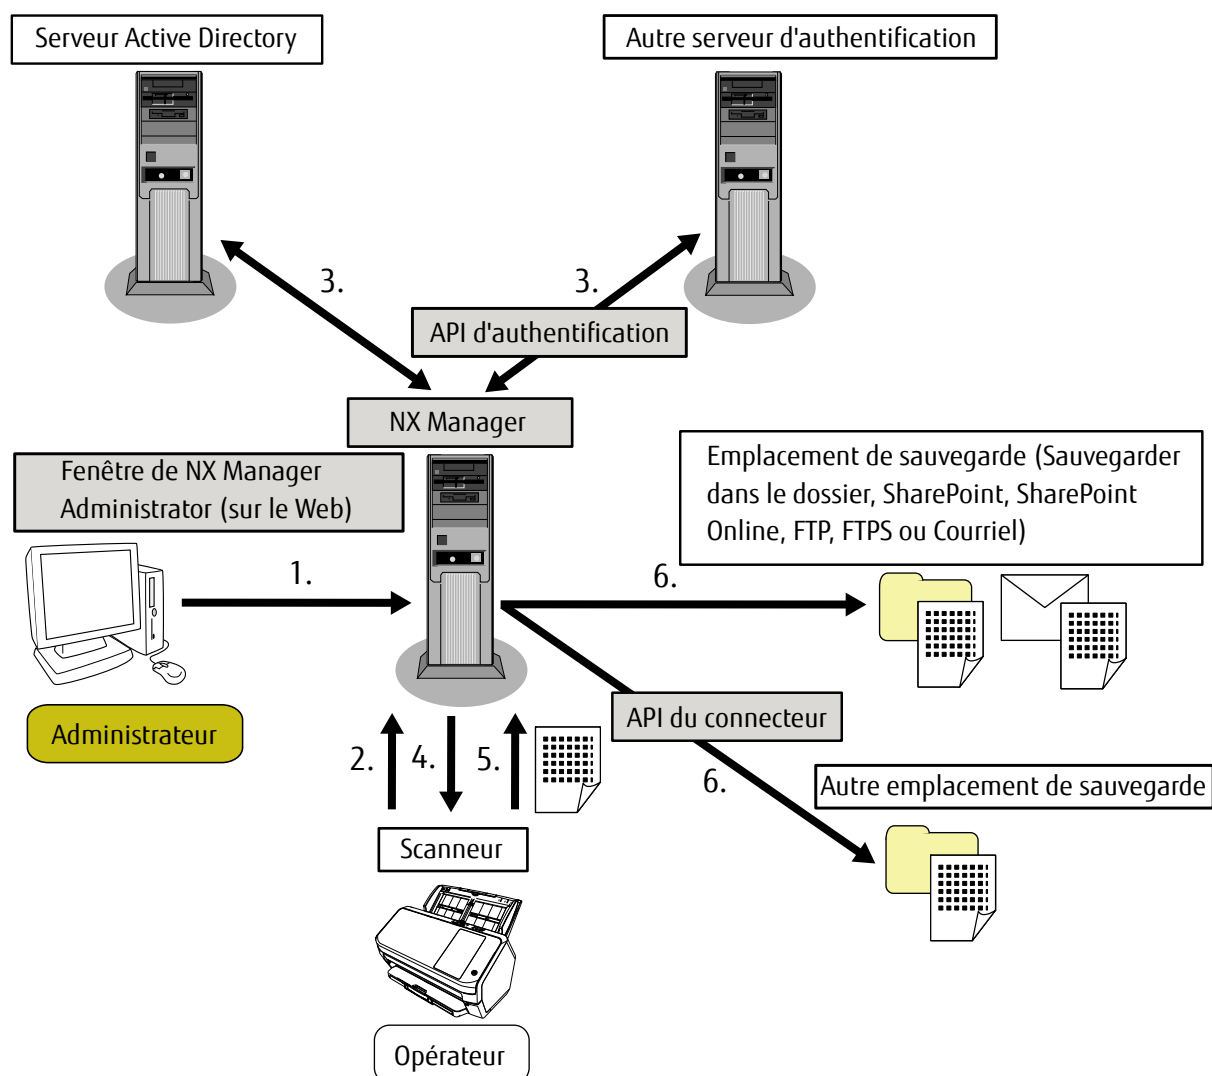 Serveur Active Directory
Autre serveur d'authentification
3.
3.
API d'authentification
NX Manager
Fenêtre de NX Manager
Administrator (sur le Web)
Emplacement de sauvegarde (Sauvegarder
dans le dossier, SharePoint, SharePoint
Online, FTP, FTPS ou Courriel)
1.
6.
Administrateur
API du connecteur
2.
4.
5.
6.
Autre emplacement de sauvegarde
Scanneur
Opérateur